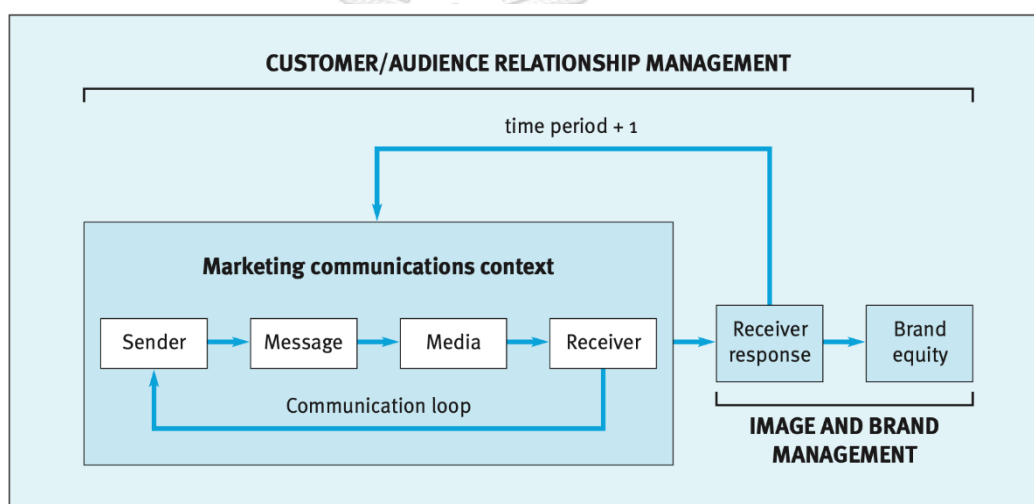 CUSTOMER/AUDIENCE RELATIONSHIP MANAGEMENT
time period + 1
Marketing communications context
Sender
Message
Media
Receiver
Communication loop
Receiver
response
Brand
equity
IMAGE AND BRAND
MANAGEMENT